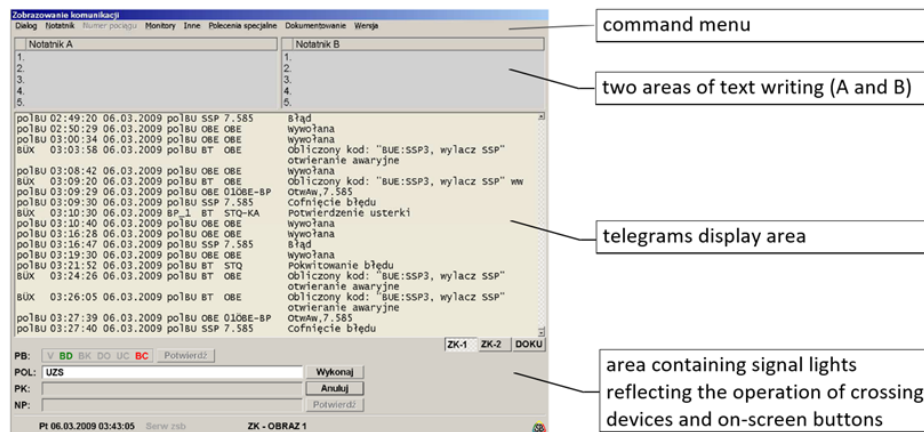 Zobrazowanie komunikacji
Dialog Notatnik Numer pociągu Monitory Inne Polecenia specjalne Dokumentowanie Wersja
Notatnik A Notatnik B
1. 1.
2. 2.
3. 3.
4. 4.
5. 5.
polBU 02:49:20 06.03.2009 polBU SSP 7.585 Błąd
polBU 02:50:29 06.03.2009 polBU OBE OBE Wywołana
polBU 03:00:34 06.03.2009 polBU OBE OBE Wywołana
BÜX 03:03:58 06.03.2009 polBU BT OBE Obliczony kod: "BUE:SSP3, wylacz SSP"
otwieranie awaryjne
polBU 03:08:42 06.03.2009 polBU OBE OBE Wywołana
BÜX 03:09:20 06.03.2009 polBU BT OBE Obliczony kod: "BUE:SSP3, wylacz SSP" ww
polBU 03:09:29 06.03.2009 polBU OBE 01OBE-BP OtwAw,7.585
polBU 03:09:30 06.03.2009 polBU SSP 7.585 Cofnięcie błędu
BÜX 03:10:30 06.03.2009 BP_1 BT STQ-KA Potwierdzenie usterki
polBU 03:10:40 06.03.2009 polBU OBE OBE Wywołana
polBU 03:16:28 06.03.2009 polBU OBE OBE Wywołana
polBU 03:16:47 06.03.2009 polBU SSP 7.585 Błąd
polBU 03:19:30 06.03.2009 polBU OBE OBE Wywołana
polBU 03:21:52 06.03.2009 polBU BT STQ Pokwitowanie błędu
BÜX 03:24:26 06.03.2009 polBU BT OBE Obliczony kod: "BUE:SSP3, wylacz SSP"
otwieranie awaryjne
BÜX 03:26:05 06.03.2009 polBU BT OBE Obliczony kod: "BUE:SSP3, wylacz SSP"
otwieranie awaryjne
polBU 03:27:39 06.03.2009 polBU OBE 01OBE-BP OtwAw,7.585
polBU 03:27:40 06.03.2009 polBU SSP 7.585 Cofnięcie błędu
ZK-1 ZK-2 DOKU
PB: V BD BK DO UC BC Potwierdź
POL: UZS Wykonaj
PK: Anuluj
NP: Potwierdź
Pt 06.03.2009 03:43:05 Serw zsb ZK - OBRAZ 1
command menu
two areas of text writing (A and B)
telegrams display area
area containing signal lights
reflecting the operation of crossing
devices and on-screen buttons